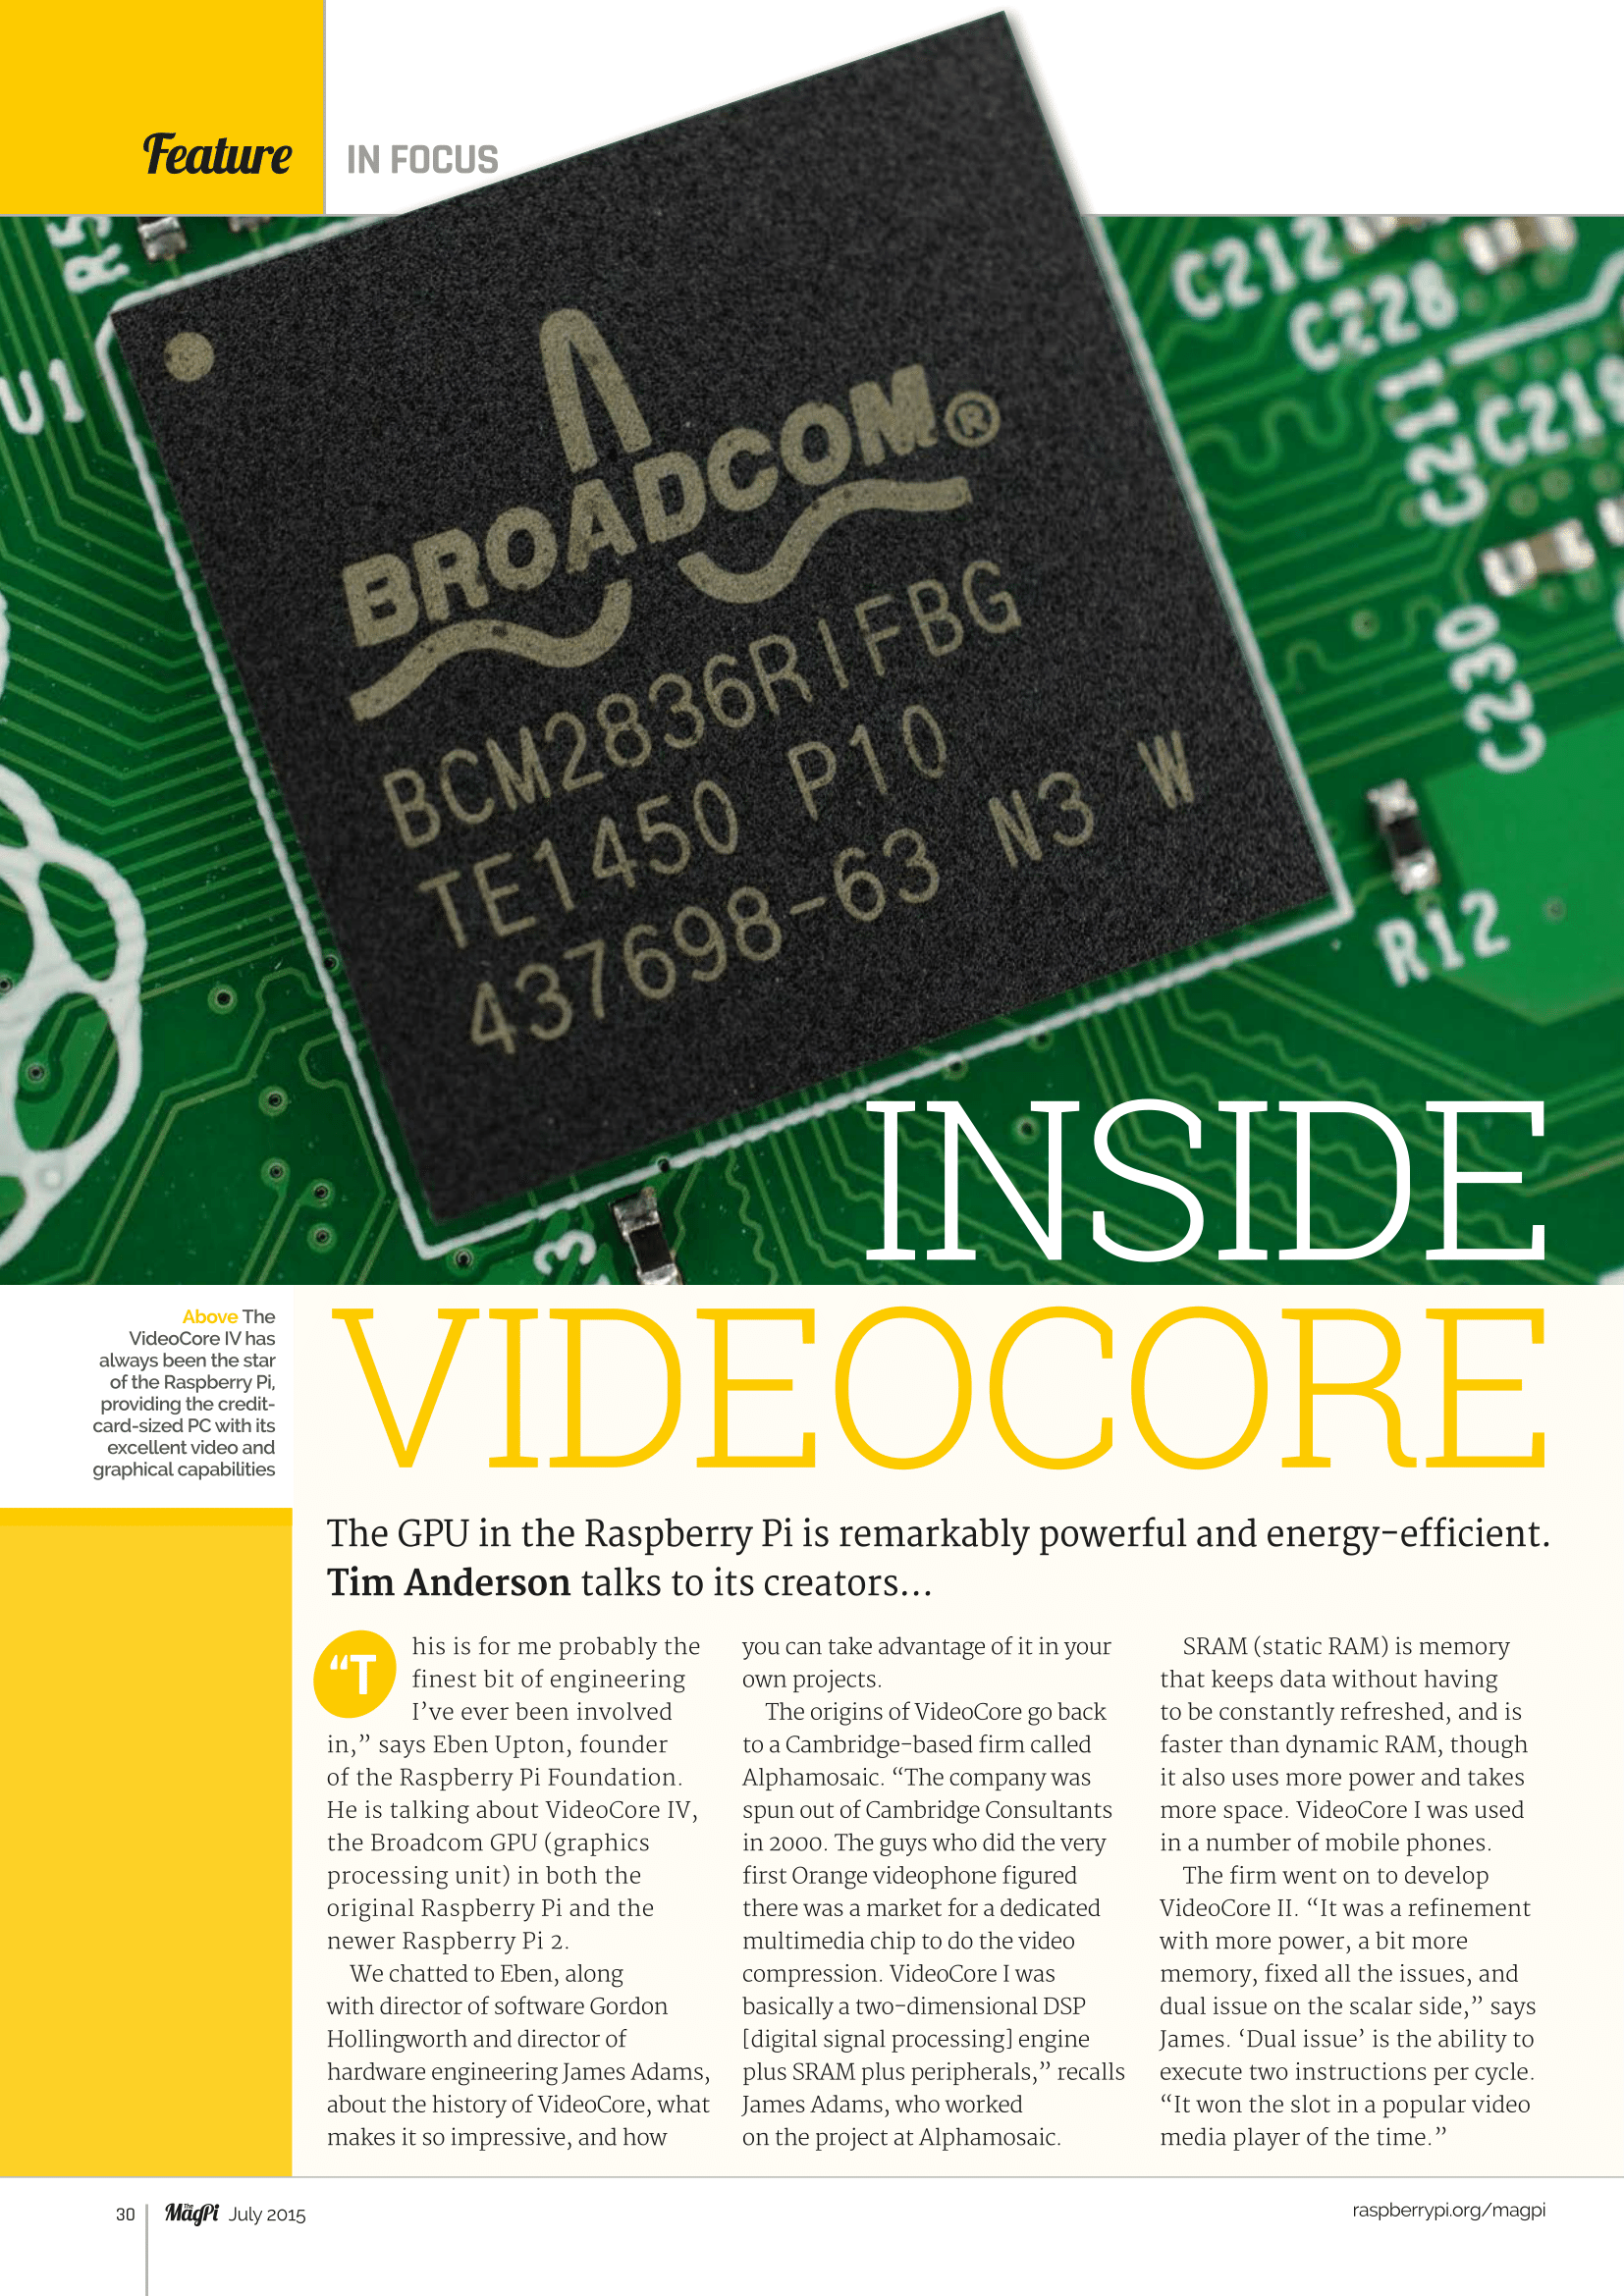 Feature
IN FOCUS
R5
U1
C212
C228
C211
C219
C230
R12
BROADCOM®
BCM2836RIFBG
TE1450 P10
437698-63 N3 W
3
INSIDE
VIDEOCORE
Above The
VideoCore IV has
always been the star
of the Raspberry Pi,
providing the credit-
card-sized PC with its
excellent video and
graphical capabilities
The GPU in the Raspberry Pi is remarkably powerful and energy-efficient.
Tim Anderson talks to its creators...
“This is for me probably the
finest bit of engineering
I’ve ever been involved
in,” says Eben Upton, founder
of the Raspberry Pi Foundation.
He is talking about VideoCore IV,
the Broadcom GPU (graphics
processing unit) in both the
original Raspberry Pi and the
newer Raspberry Pi 2.
We chatted to Eben, along
with director of software Gordon
Hollingworth and director of
hardware engineering James Adams,
about the history of VideoCore, what
makes it so impressive, and how
you can take advantage of it in your
own projects.
The origins of VideoCore go back
to a Cambridge-based firm called
Alphamosaic. “The company was
spun out of Cambridge Consultants
in 2000. The guys who did the very
first Orange videophone figured
there was a market for a dedicated
multimedia chip to do the video
compression. VideoCore I was
basically a two-dimensional DSP
[digital signal processing] engine
plus SRAM plus peripherals,” recalls
James Adams, who worked
on the project at Alphamosaic.
SRAM (static RAM) is memory
that keeps data without having
to be constantly refreshed, and is
faster than dynamic RAM, though
it also uses more power and takes
more space. VideoCore I was used
in a number of mobile phones.
The firm went on to develop
VideoCore II. “It was a refinement
with more power, a bit more
memory, fixed all the issues, and
dual issue on the scalar side,” says
James. ‘Dual issue’ is the ability to
execute two instructions per cycle.
“It won the slot in a popular video
media player of the time.”
30
The MagPi July 2015
raspberrypi.org/magpi